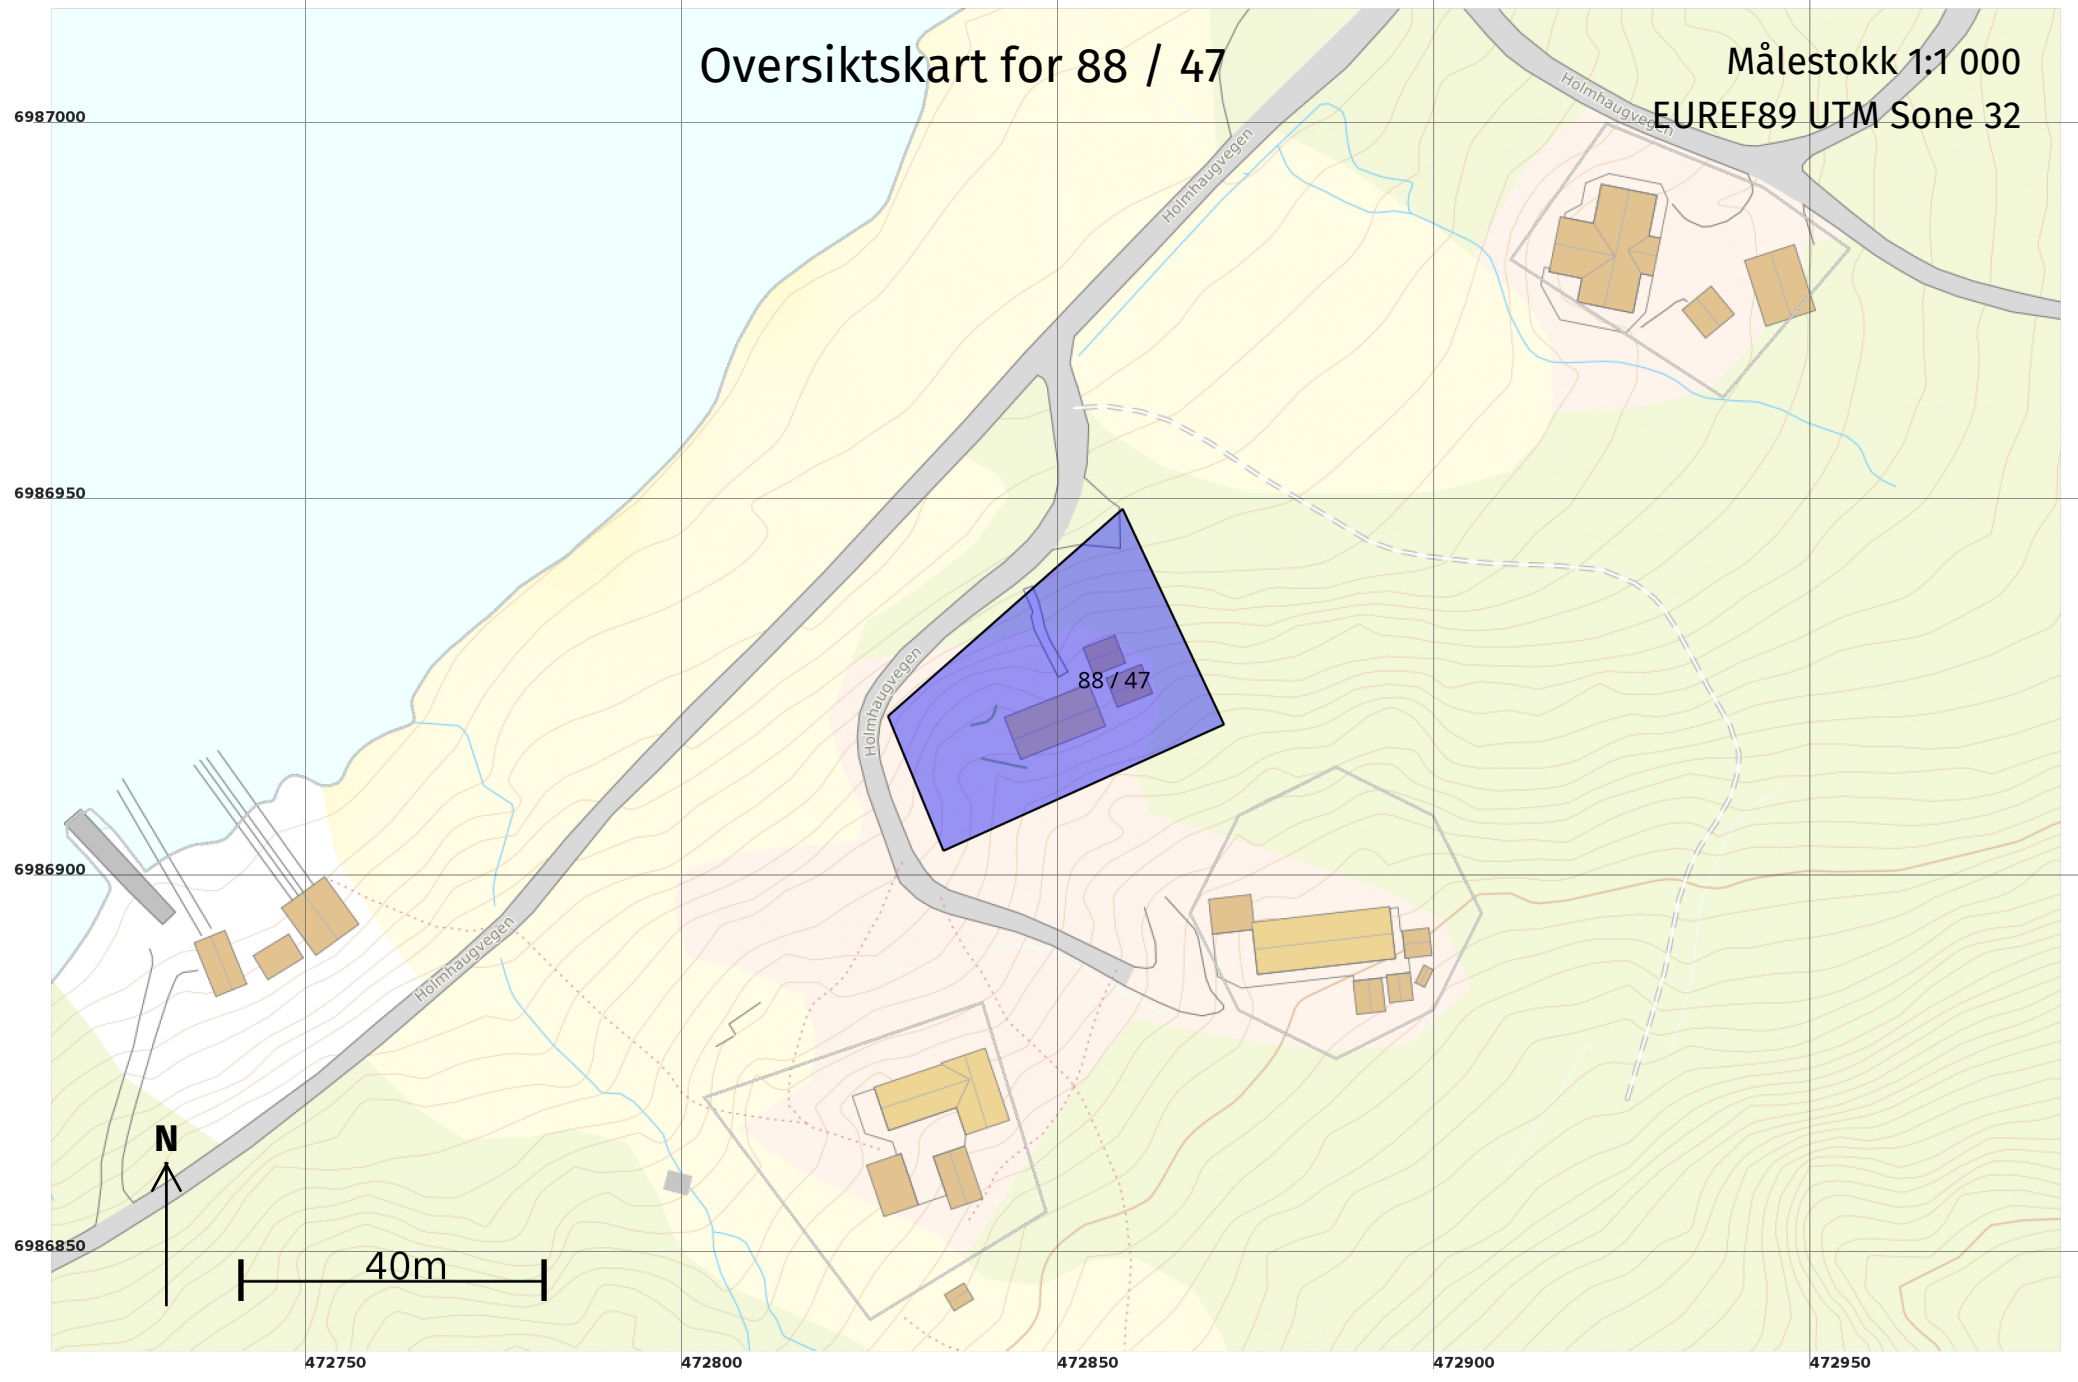 Oversiktskart for 88 / 47
Målestokk 1:1 000
EUREF89 UTM Sone 32
Holmhaugvegen
6987000
Holmhaugvegen
6986950
Holmhaugvegen
88 / 47
6986900
Holmhaugvegen
N
6986850
40m
472750
472800
472850
472900
472950